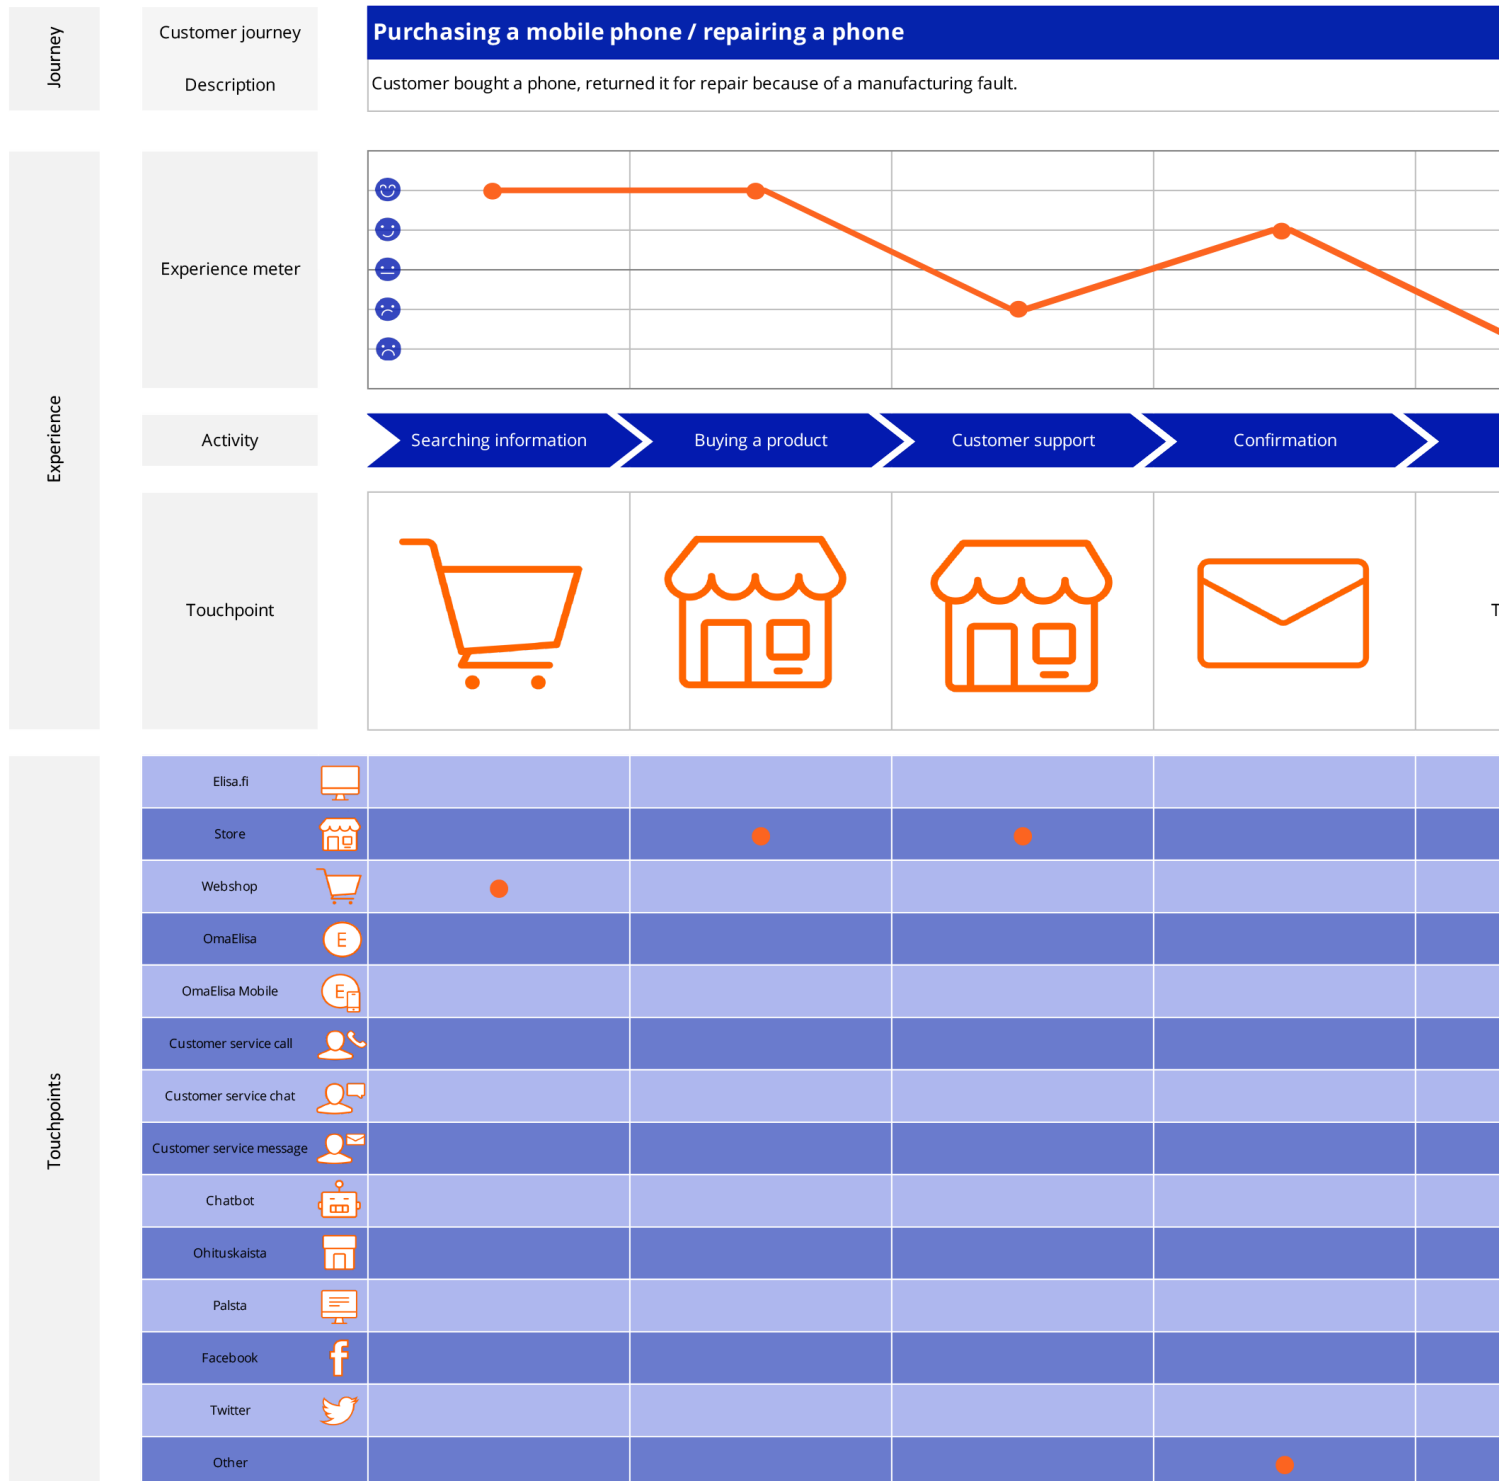 Journey
Customer journey
Purchasing a mobile phone / repairing a phone
Description
Customer bought a phone, returned it for repair because of a manufacturing fault.
Experience
Experience meter
Activity
Searching information
Buying a product
Customer support
Confirmation
Touchpoint
T
Touchpoints
Elisa.fi
Store
Webshop
OmaElisa
E
OmaElisa Mobile
E
Customer service call
Customer service chat
Customer service message
Chatbot
Ohituskaista
Palsta
Facebook
f
Twitter
Other